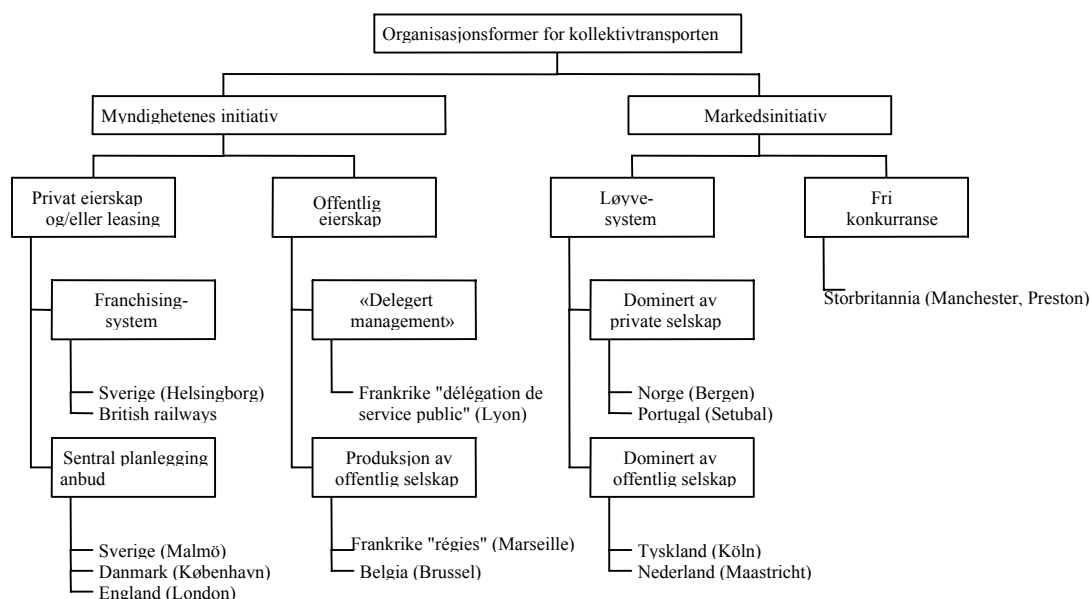 Organisasjonsformer for kollektivtransporten
Myndighetenes initiativ
Markedsinitiativ
Privat eierskap
og/eller leasing
Offentlig
eierskap
Løyve-
system
Fri
konkurranse
Franchising-
system
«Delegert
management»
Dominert av
private selskap
Storbritannia (Manchester, Preston)
Sverige (Helsingborg)
British railways
Frankrike "délégation de
service public" (Lyon)
Norge (Bergen)
Portugal (Setubal)
Sentral planlegging
anbud
Produksjon av
offentlig selskap
Dominert av
offentlig selskap
Sverige (Malmö)
Danmark (København)
England (London)
Frankrike "régies" (Marseille)
Belgia (Brussel)
Tyskland (Köln)
Nederland (Maastricht)